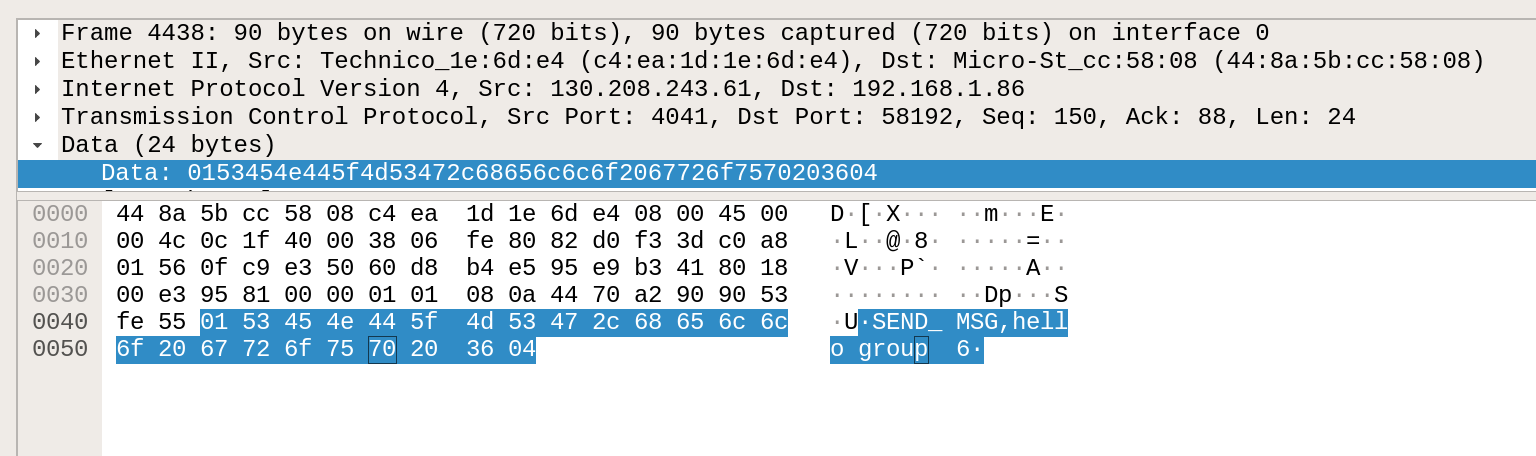 Frame 4438: 90 bytes on wire (720 bits), 90 bytes captured (720 bits) on interface 0
Ethernet II, Src: Technico_1e:6d:e4 (c4:ea:1d:1e:6d:e4), Dst: Micro-St_cc:58:08 (44:8a:5b:cc:58:08)
Internet Protocol Version 4, Src: 130.208.243.61, Dst: 192.168.1.86
Transmission Control Protocol, Src Port: 4041, Dst Port: 58192, Seq: 150, Ack: 88, Len: 24
Data (24 bytes)
Data: 0153454e445f4d53472c68656c6c6f2067726f7570203604
0000 44 8a 5b cc 58 08 c4 ea 1d 1e 6d e4 08 00 45 00 D·[·X··· ··m···E·
0010 00 4c 0c 1f 40 00 38 06 fe 80 82 d0 f3 3d c0 a8 ·L··@·8· ·····=··
0020 01 56 0f c9 e3 50 60 d8 b4 e5 95 e9 b3 41 80 18 ·V···P`· ·····A··
0030 00 e3 95 81 00 00 01 01 08 0a 44 70 a2 90 90 53 ········ ··Dp···S
0040 fe 55 01 53 45 4e 44 5f 4d 53 47 2c 68 65 6c 6c ·U·SEND_ MSG,hell
0050 6f 20 67 72 6f 75 70 20 36 04 o group 6·